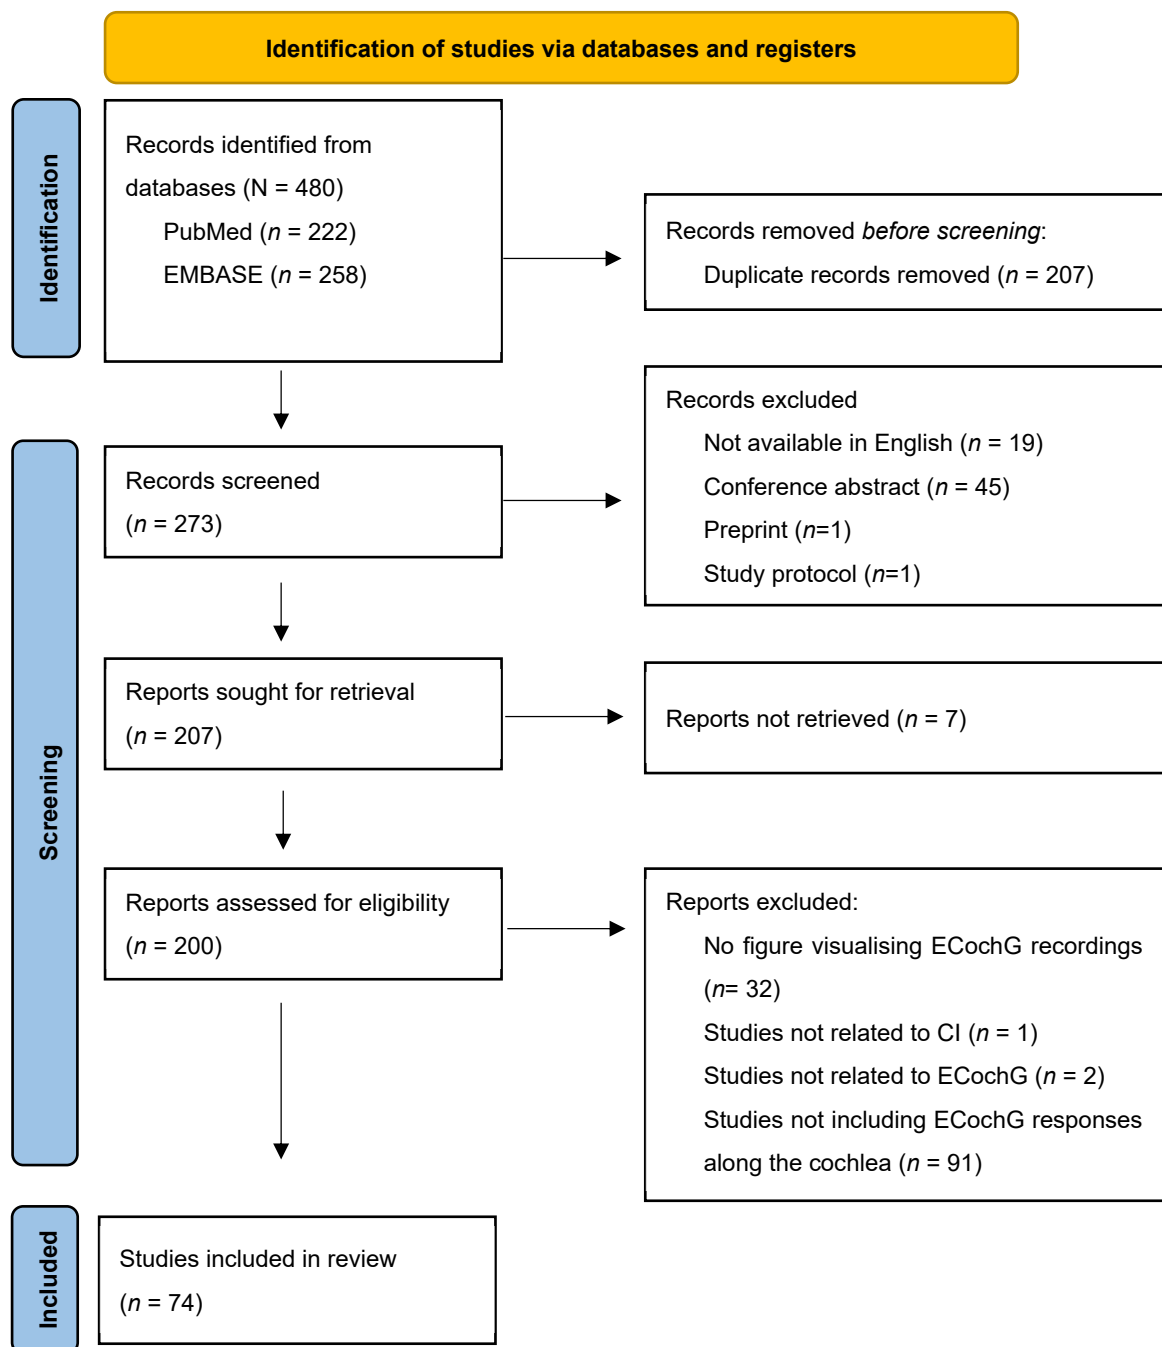 Identification of studies via databases and registers
Identification
Records identified from
databases (N = 480)
PubMed (n = 222)
EMBASE (n = 258)
Records removed before screening:
Duplicate records removed (n = 207)
Screening
Records screened
(n = 273)
Records excluded
Not available in English (n = 19)
Conference abstract (n = 45)
Preprint (n=1)
Study protocol (n=1)
Reports sought for retrieval
(n = 207)
Reports not retrieved (n = 7)
Reports assessed for eligibility
(n = 200)
Reports excluded:
No figure visualising ECochG recordings
(n= 32)
Studies not related to CI (n = 1)
Studies not related to ECochG (n = 2)
Studies not including ECochG responses
along the cochlea (n = 91)
Included
Studies included in review
(n = 74)